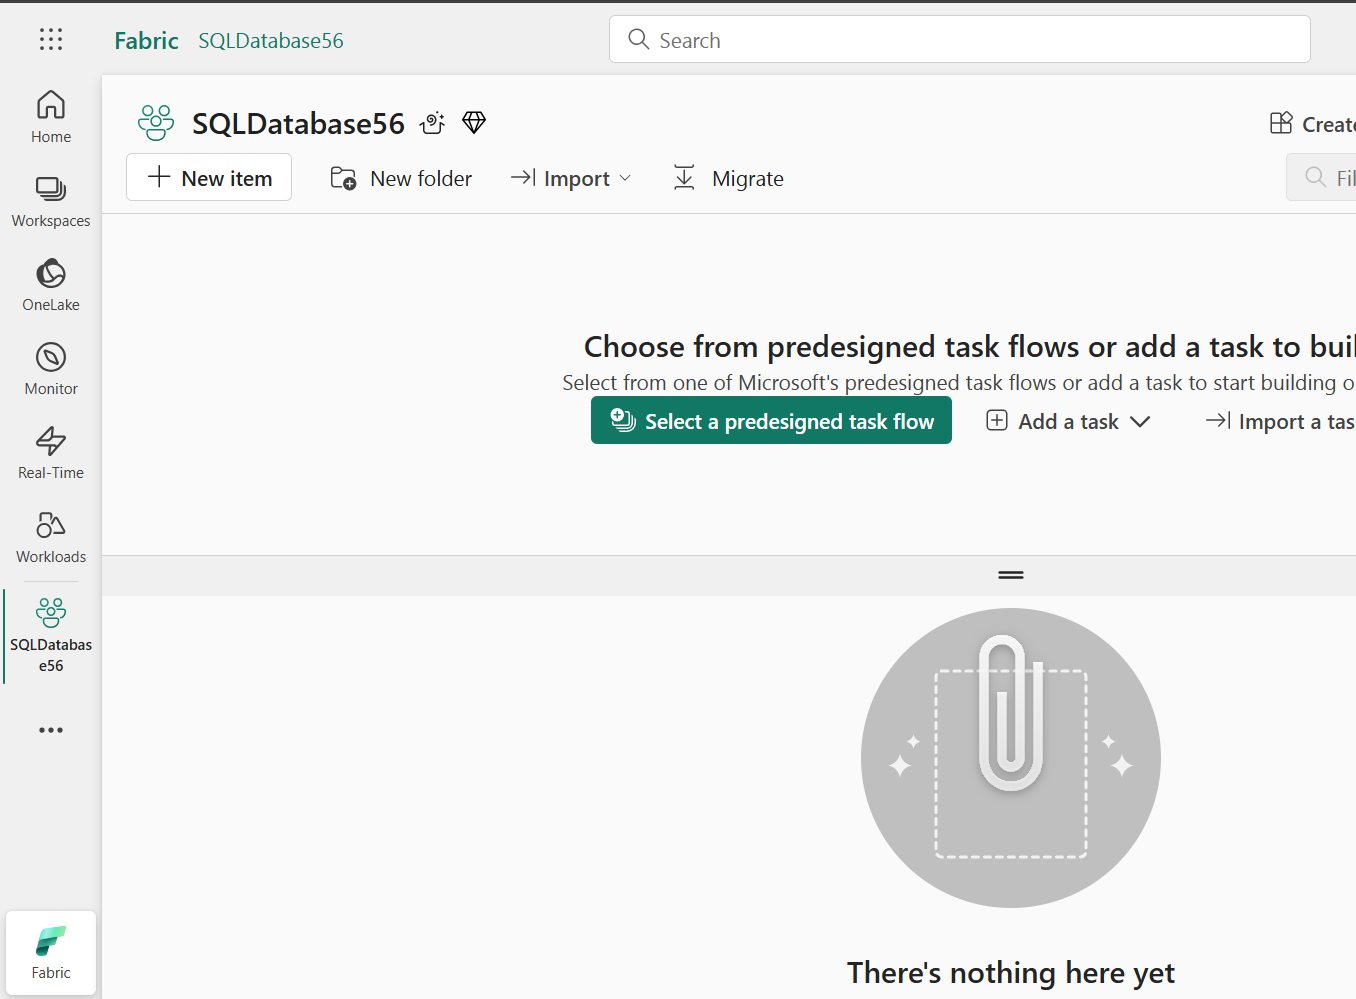 Fabric SQLDatabase56
Search
Home
Workspaces
OneLake
Monitor
Real-Time
Workloads
SQLDatabas
e56
Fabric
SQLDatabase56
Create
New item
New folder
Import
Migrate
Fil
Choose from predesigned task flows or add a task to buil
Select from one of Microsoft's predesigned task flows or add a task to start building o
Select a predesigned task flow
Add a task
Import a tas
There's nothing here yet